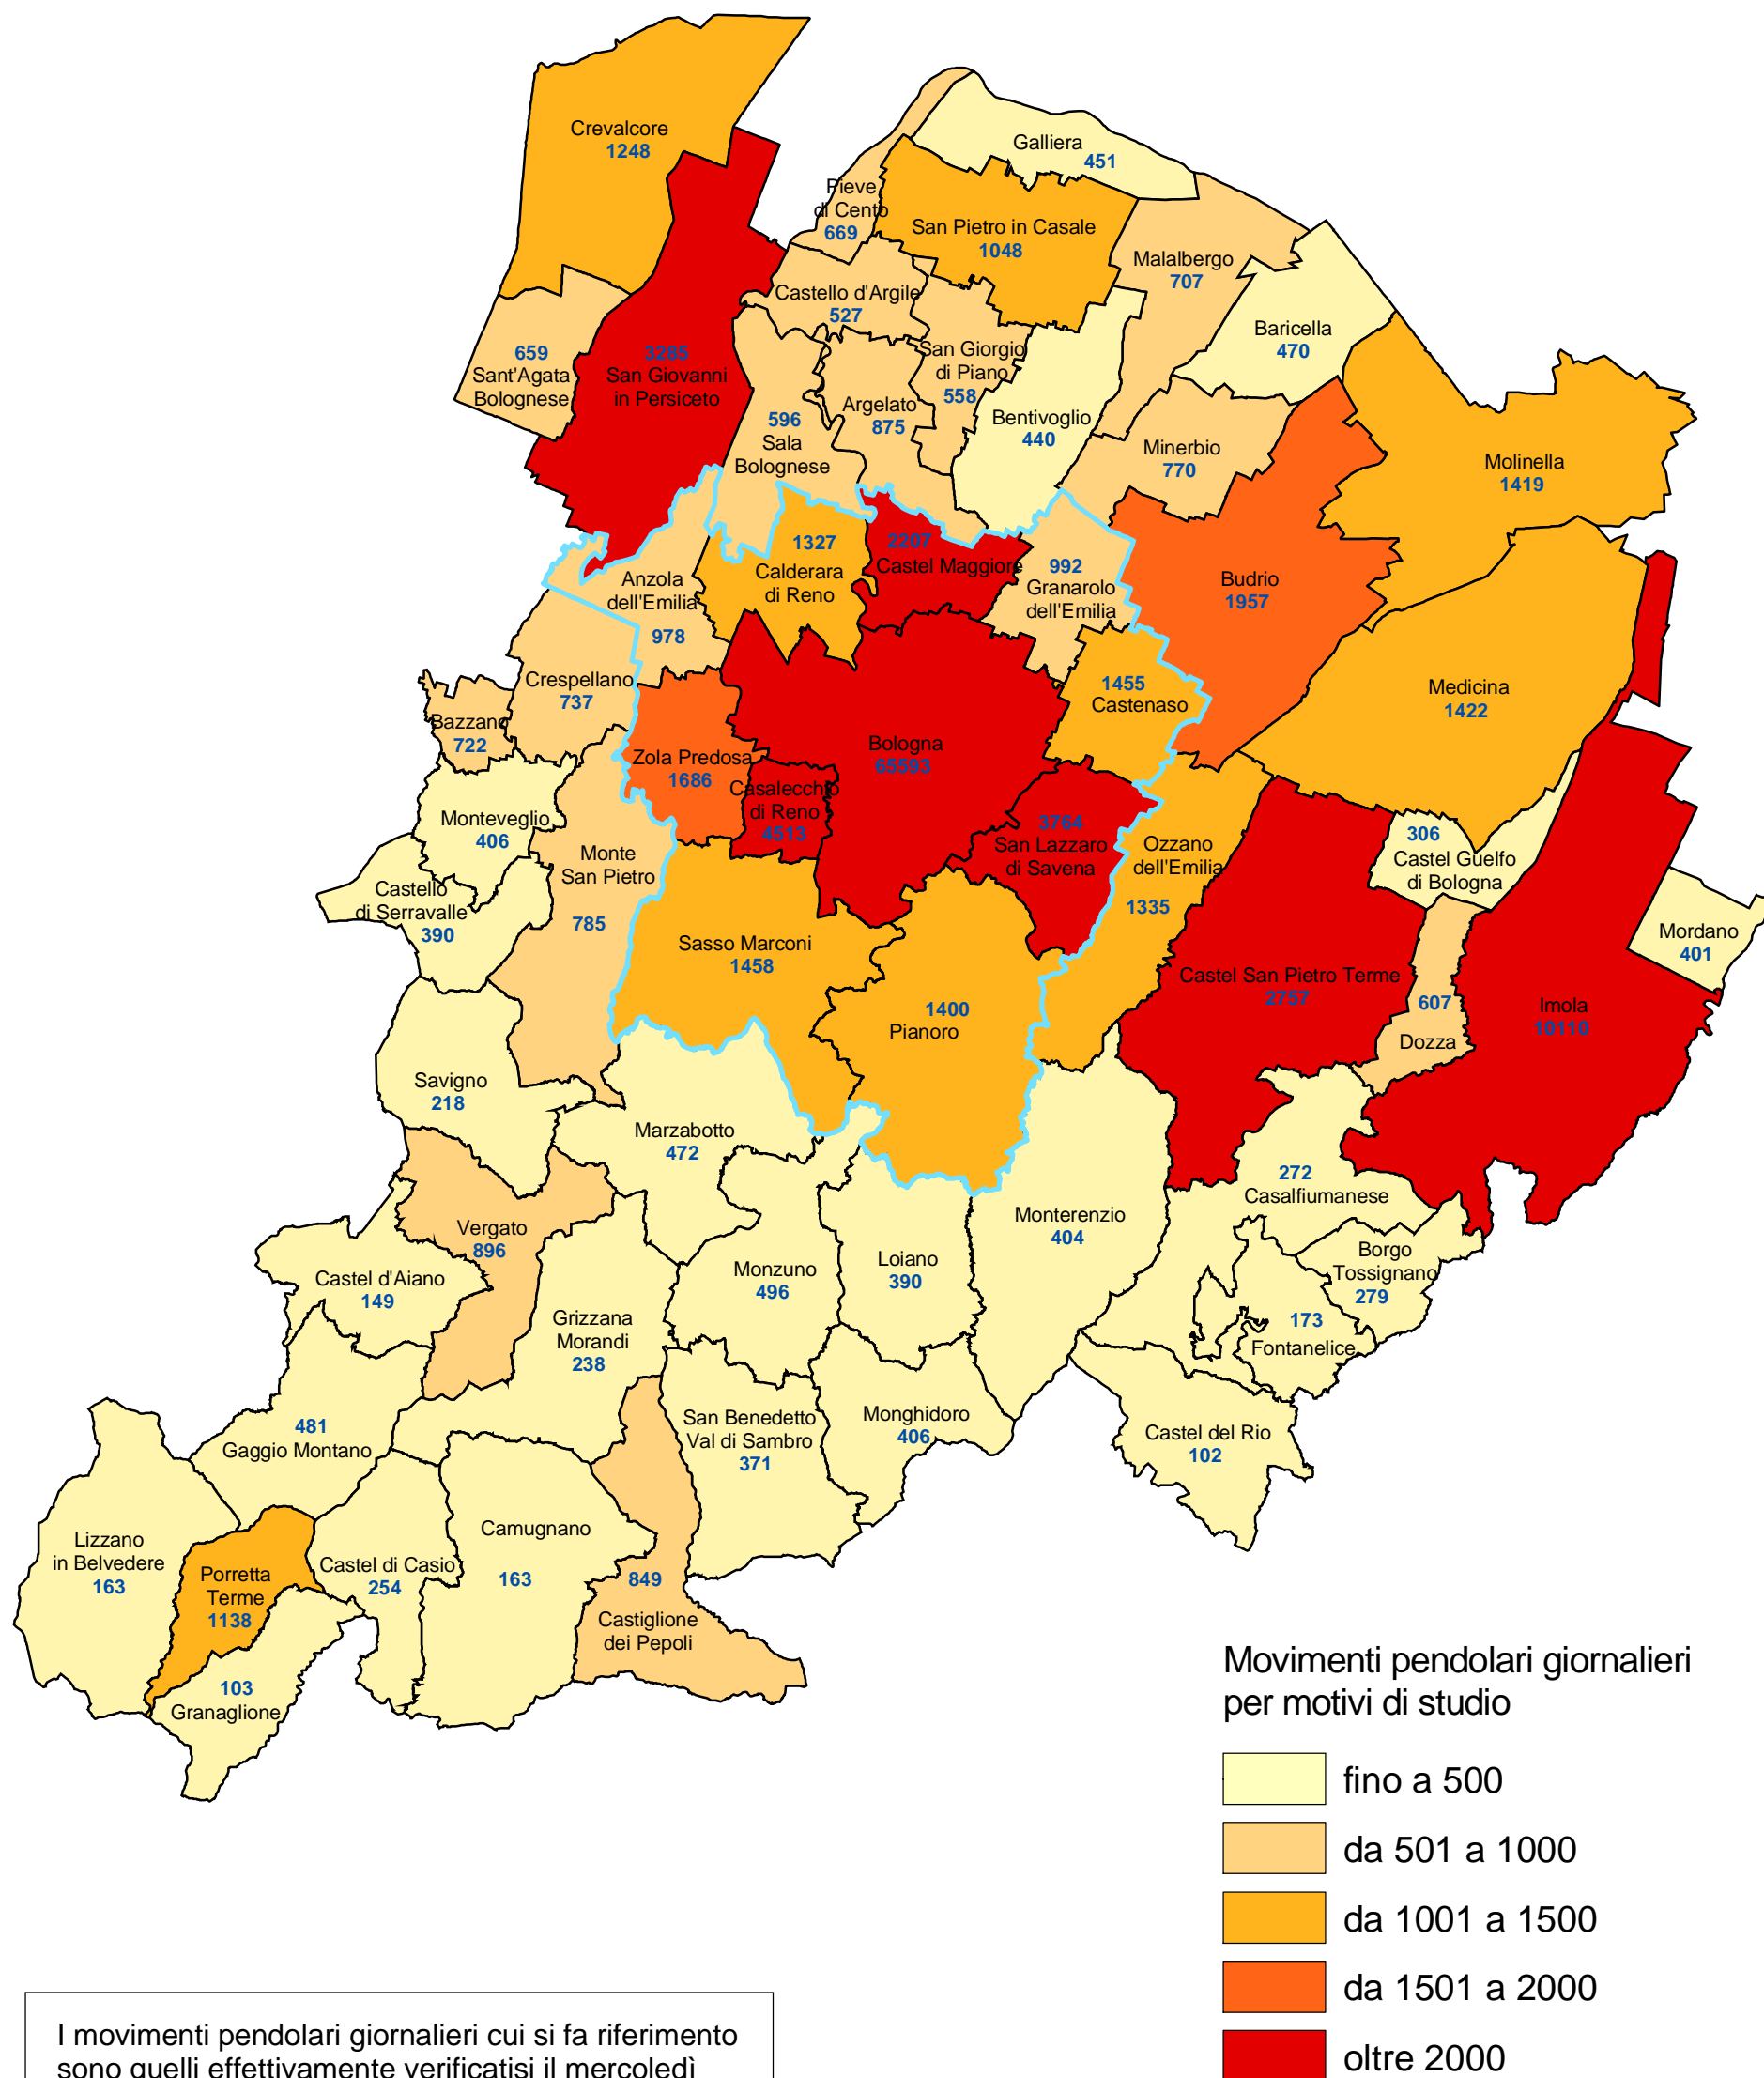 Crevalcore
1248
Galliera
451
Pieve
di Cento
669
San Pietro in Casale
1048
Malalbergo
707
Castello d'Argile
527
Baricella
470
659
Sant'Agata
Bolognese
3285
San Giovanni
in Persiceto
San Giorgio
di Piano
558
596
Sala
Bolognese
Argelato
875
Bentivoglio
440
Minerbio
770
Molinella
1419
1327
Calderara
di Reno
2207
Castel Maggiore
992
Granarolo
dell'Emilia
Budrio
1957
Anzola
dell'Emilia
978
Crespellano
737
1455
Castenaso
Medicina
1422
Bazzano
722
Zola Predosa
1686
Bologna
65593
Casalecchio
di Reno
4513
Monteveglio
406
Monte
San Pietro
785
3764
San Lazzaro
di Savena
Ozzano
dell'Emilia
1335
306
Castel Guelfo
di Bologna
Castello
di Serravalle
390
Mordano
401
Sasso Marconi
1458
Castel San Pietro Terme
2757
607
Dozza
Imola
10110
1400
Pianoro
Savigno
218
Marzabotto
472
272
Casalfiumanese
Vergato
896
Monterenzio
404
Castel d'Aiano
149
Monzuno
496
Loiano
390
Borgo
Tossignano
279
Grizzana
Morandi
238
173
Fontanelice
481
Gaggio Montano
San Benedetto
Val di Sambro
371
Monghidoro
406
Castel del Rio
102
Lizzano
in Belvedere
163
Porretta
Terme
1138
Castel di Casio
254
Camugnano
163
849
Castiglione
dei Pepoli
103
Granaglione
Movimenti pendolari giornalieri
per motivi di studio
fino a 500
da 501 a 1000
da 1001 a 1500
da 1501 a 2000
oltre 2000
I movimenti pendolari giornalieri cui si fa riferimento
sono quelli effettivamente verificatisi il mercoledì